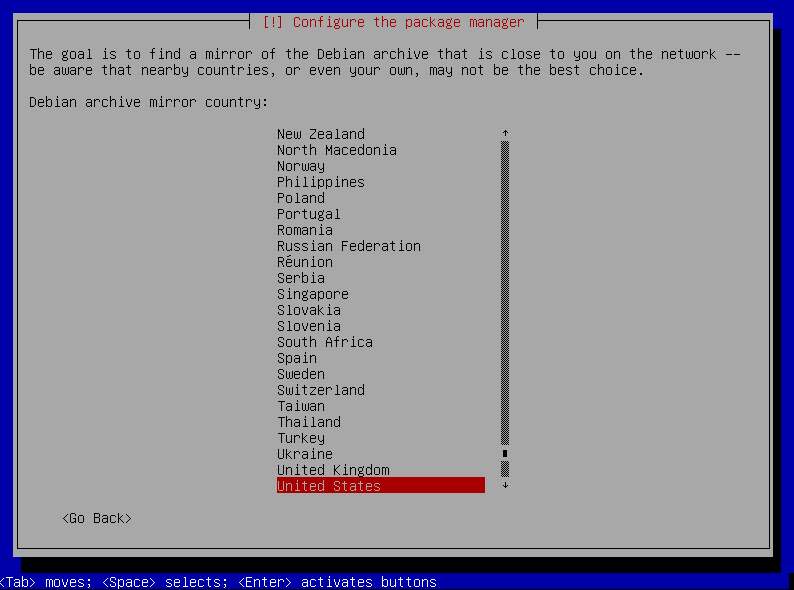 [!] Configure the package manager
The goal is to find a mirror of the Debian archive that is close to you on the network --
be aware that nearby countries, or even your own, may not be the best choice.
Debian archive mirror country:
New Zealand
North Macedonia
Norway
Philippines
Poland
Portugal
Romania
Russian Federation
Réunion
Serbia
Singapore
Slovakia
Slovenia
South Africa
Spain
Sweden
Switzerland
Taiwan
Thailand
Turkey
Ukraine
United Kingdom
United States
<Go Back>
<Tab> moves; <Space> selects; <Enter> activates buttons